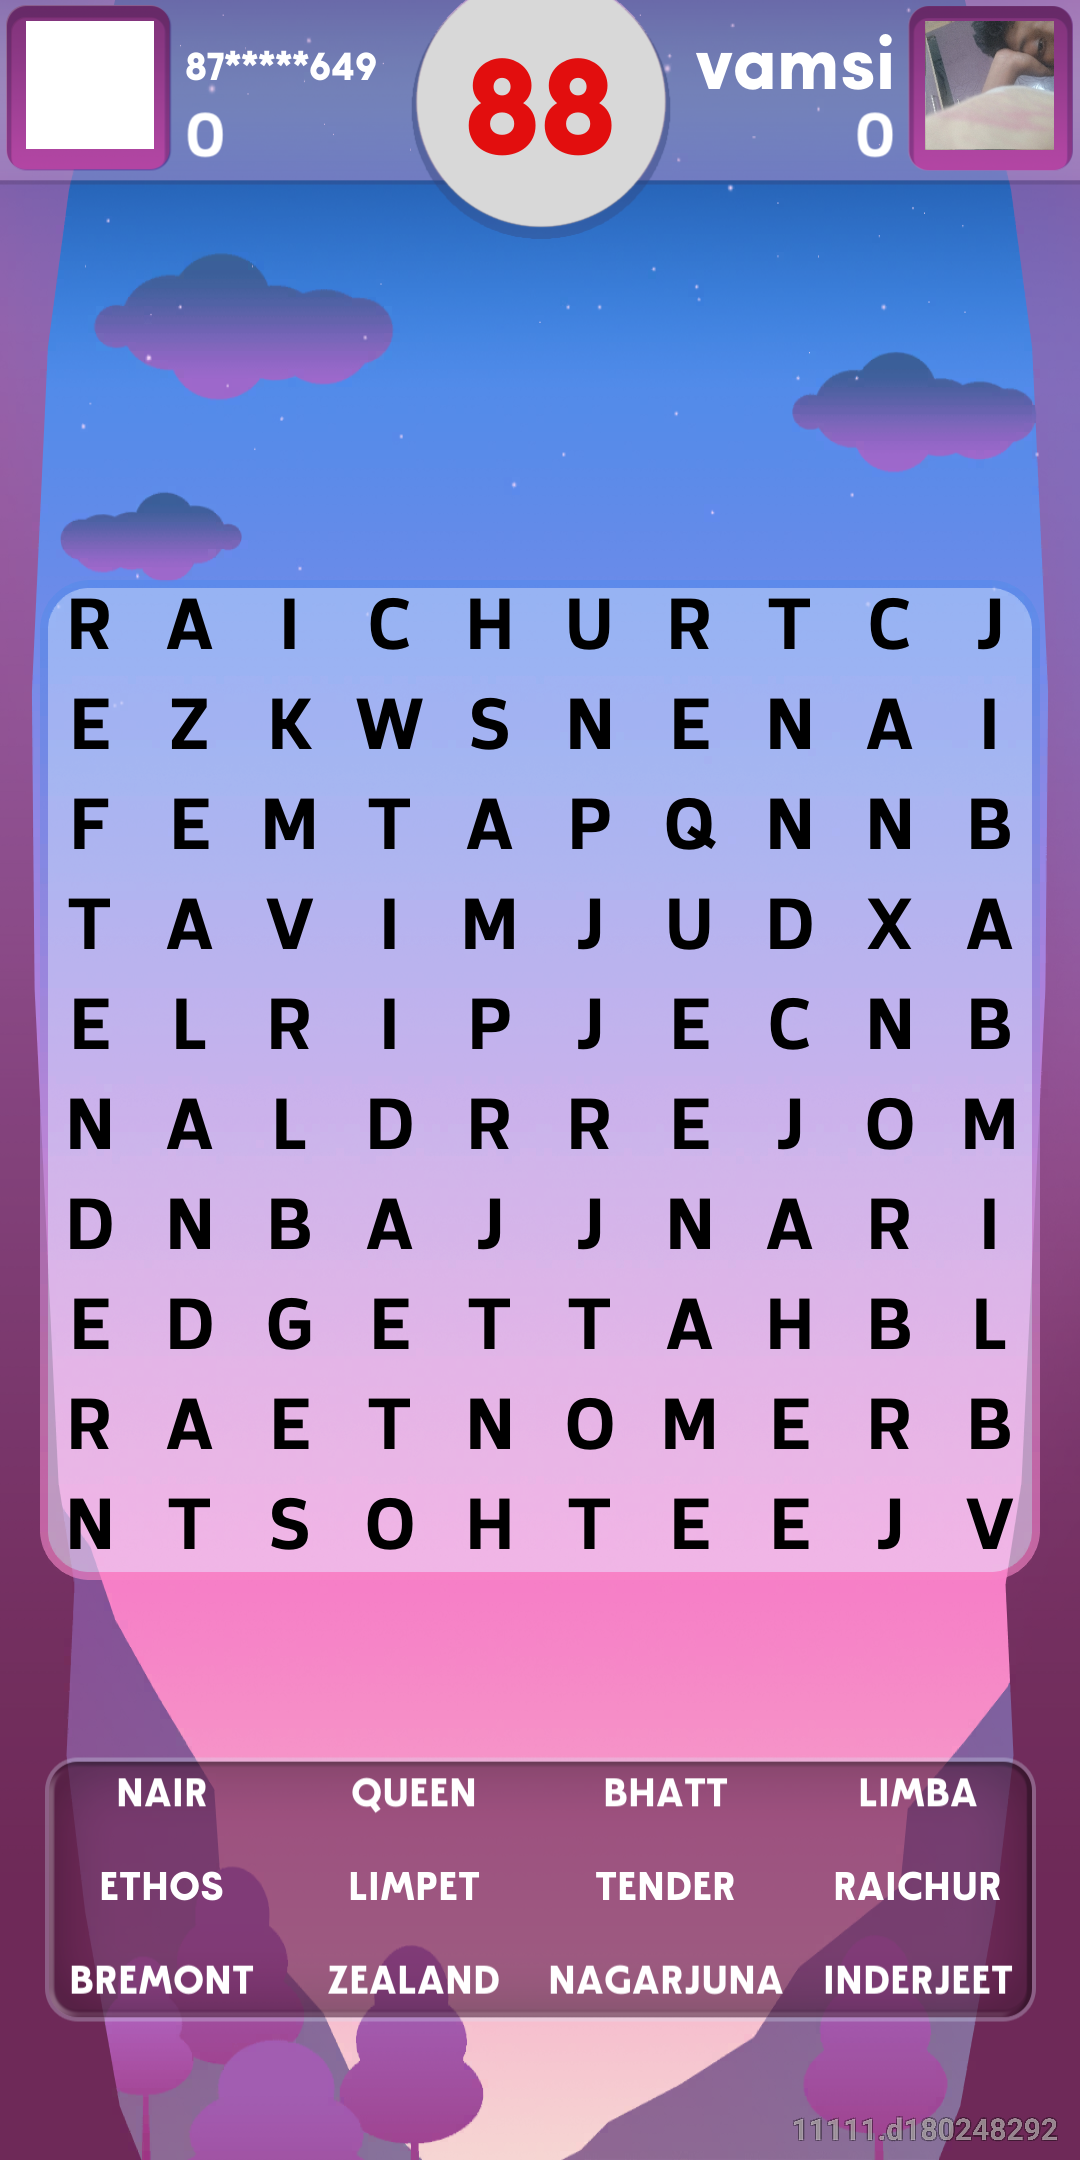 87*****649
0
88
vamsi
0
R A I C H U R T C J
E Z K W S N E N A I
F E M T A P Q N N B
T A V I M J U D X A
E L R I P J E C N B
N A L D R R E J O M
D N B A J J N A R I
E D G E T T A H B L
R A E T N O M E R B
N T S O H T E E J V
NAIR QUEEN BHATT LIMBA
ETHOS LIMPET TENDER RAICHUR
BREMONT ZEALAND NAGARJUNA INDERJEET
11111.d180248292